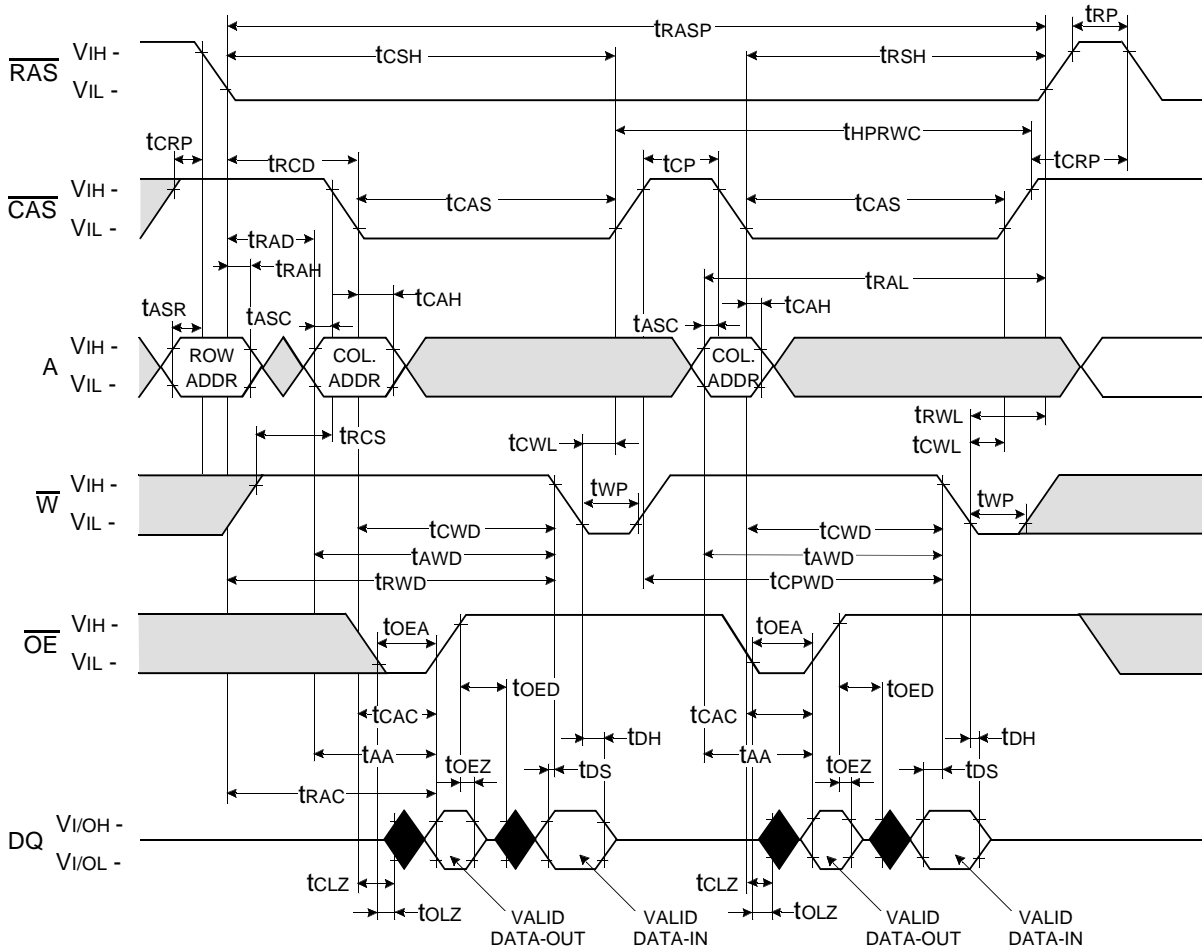 tRASP
tRP
tCSH
tRSH
RAS
VIH -
VIL -
tHPRWC
tCRP
tRCD
tCP
tCRP
CAS
VIH -
VIL -
tCAS
tCAS
tRAD
tRAH
tRAL
tASR
tASC
tCAH
tASC
tCAH
A
VIH -
VIL -
ROW
ADDR
COL.
ADDR
COL.
ADDR
tRWL
tRCS
tCWL
tCWL
W
VIH -
VIL -
tWP
tWP
tCWD
tCWD
tAWD
tAWD
tRWD
tCPWD
OE
VIH -
VIL -
tOEA
tOEA
tOED
tOED
tCAC
tCAC
tDH
tDH
tAA
tAA
tOEZ
tDS
tOEZ
tDS
tRAC
DQ
VI/OH -
VI/OL -
tCLZ
tCLZ
tOLZ
tOLZ
VALID
DATA-OUT
VALID
DATA-IN
VALID
DATA-OUT
VALID
DATA-IN